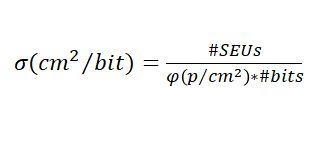 σ(cm²/bit) = #SEUs / φ(p/cm²)*#bits